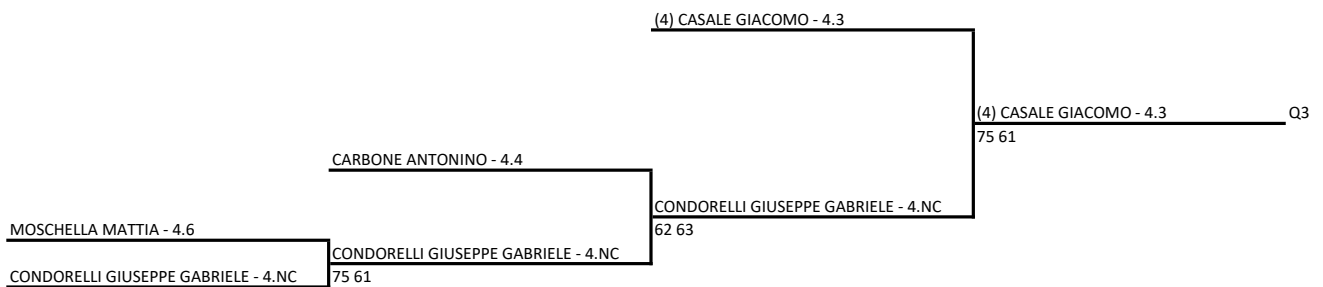 (4) CASALE GIACOMO - 4.3
(4) CASALE GIACOMO - 4.3
Q3
75 61
CARBONE ANTONINO - 4.4
CONDORELLI GIUSEPPE GABRIELE - 4.NC
62 63
MOSCHELLA MATTIA - 4.6
CONDORELLI GIUSEPPE GABRIELE - 4.NC
CONDORELLI GIUSEPPE GABRIELE - 4.NC
75 61